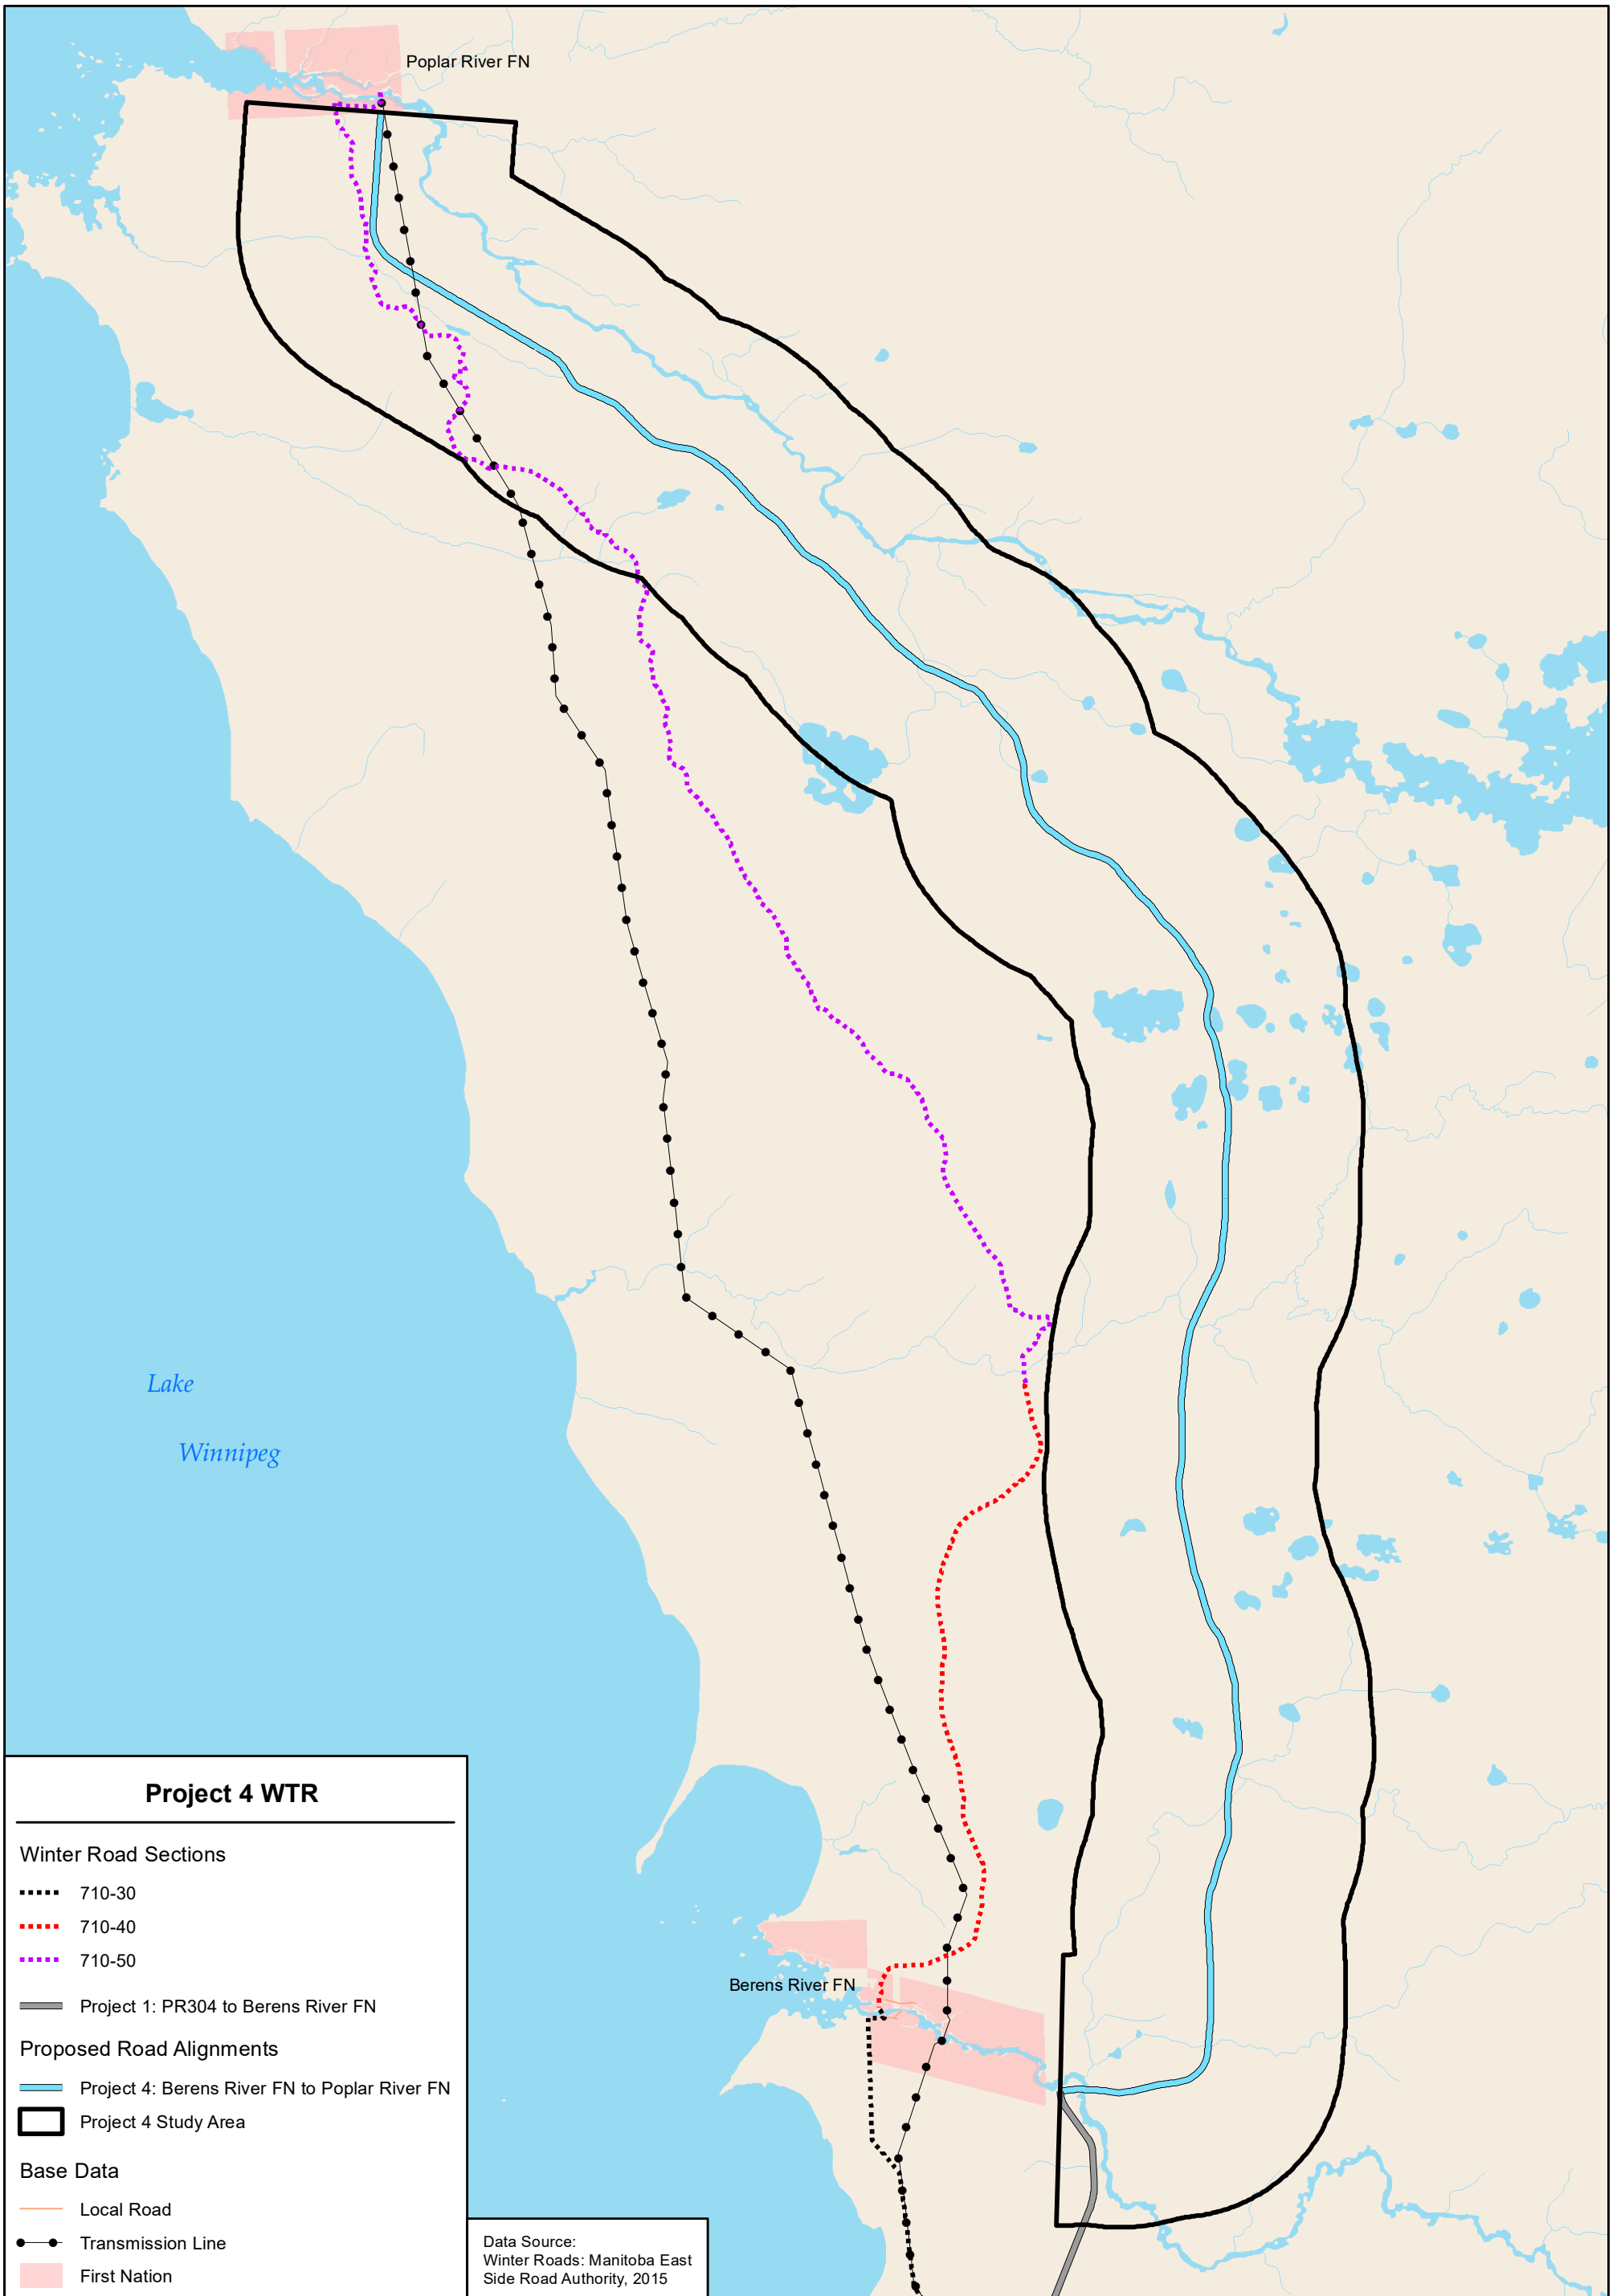 Poplar River FN
Lake
Winnipeg
Berens River FN
Project 4 WTR
Winter Road Sections
710-30
710-40
710-50
Project 1: PR304 to Berens River FN
Proposed Road Alignments
Project 4: Berens River FN to Poplar River FN
Project 4 Study Area
Base Data
Local Road
Transmission Line
First Nation
Data Source:
Winter Roads: Manitoba East
Side Road Authority, 2015